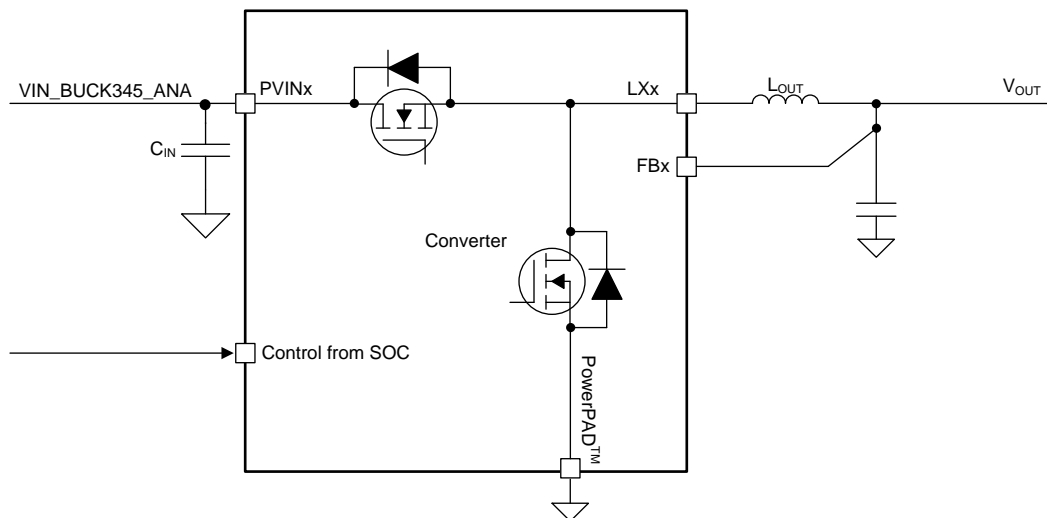 VIN_BUCK345_ANA
PVINx
LXx
LOUT
VOUT
CIN
FBx
Converter
Control from SOC
PowerPAD™